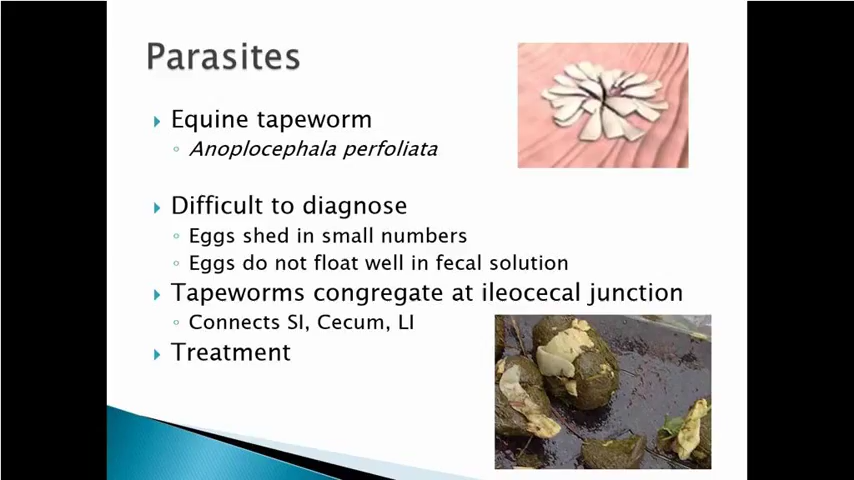 Parasites
Equine tapeworm
Anoplocephala perfoliata
Difficult to diagnose
Eggs shed in small numbers
Eggs do not float well in fecal solution
Tapeworms congregate at ileocecal junction
Connects SI, Cecum, LI
Treatment